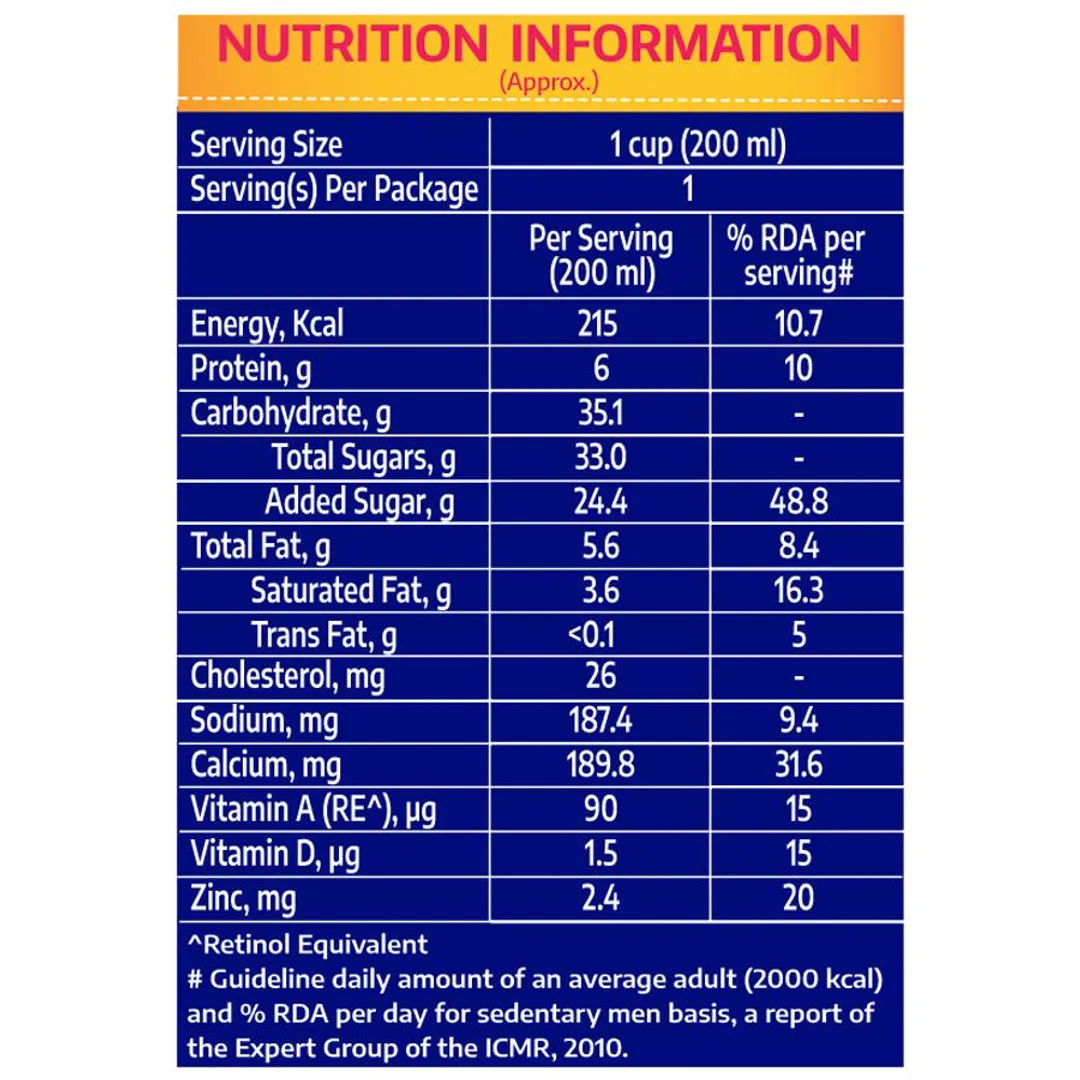 NUTRITION INFORMATION
(Approx.)
Serving Size 1 cup (200 ml)
Serving(s) Per Package 1
Per Serving (200 ml) % RDA per serving#
Energy, Kcal 215 10.7
Protein, g 6 10
Carbohydrate, g 35.1 -
Total Sugars, g 33.0 -
Added Sugar, g 24.4 48.8
Total Fat, g 5.6 8.4
Saturated Fat, g 3.6 16.3
Trans Fat, g <0.1 5
Cholesterol, mg 26 -
Sodium, mg 187.4 9.4
Calcium, mg 189.8 31.6
Vitamin A (RE^), µg 90 15
Vitamin D, µg 1.5 15
Zinc, mg 2.4 20
^Retinol Equivalent
# Guideline daily amount of an average adult (2000 kcal)
and % RDA per day for sedentary men basis, a report of
the Expert Group of the ICMR, 2010.